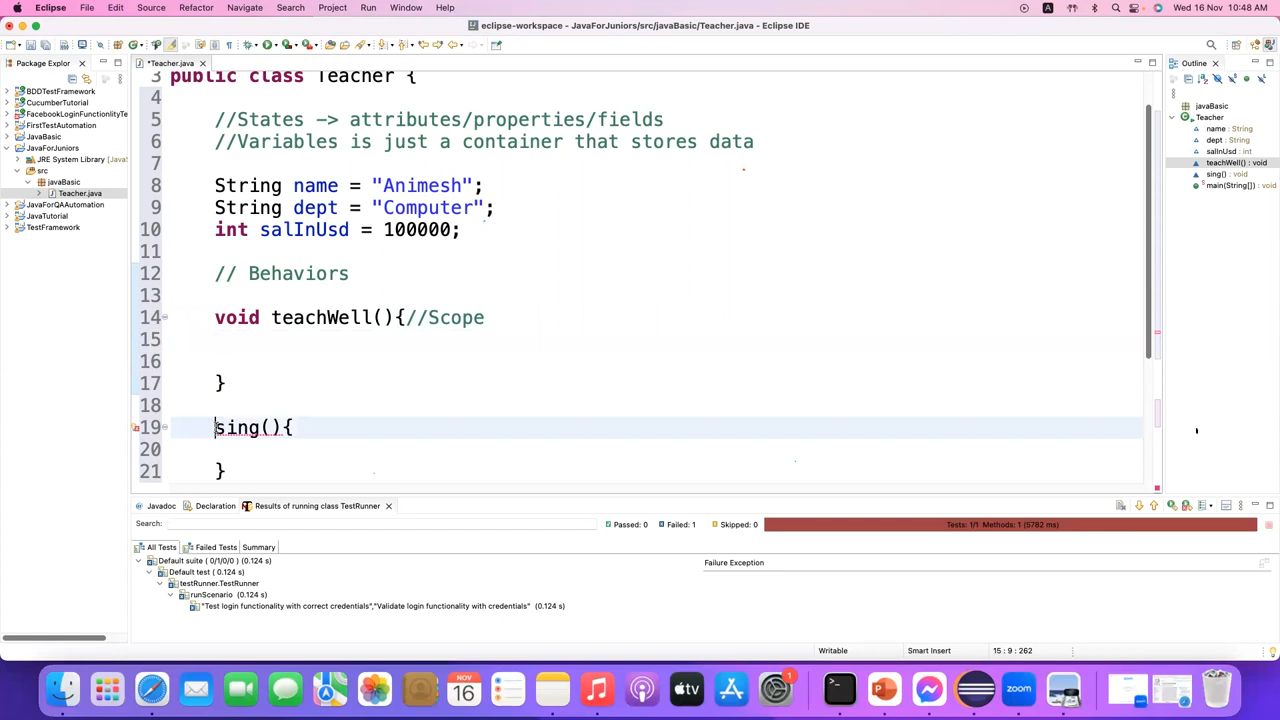 Eclipse File Edit Source Refactor Navigate Search Project Run Window Help A Wed 16 Nov 10:48 AM
eclipse-workspace - JavaForJuniors/src/javaBasic/Teacher.java - Eclipse IDE
Package Explor
*Teacher.java
Outline
BDDTestFramework
CucumberTutorial
FacebookLoginFunctionlityTe
FirstTestAutomation
JavaBasic
JavaForJuniors
JRE System Library [Java
src
javaBasic
Teacher.java
JavaForQAAutomation
JavaTutorial
TestFramework
3 public class Teacher {
4
5 //States -> attributes/properties/fields
6 //Variables is just a container that stores data
7
8 String name = "Animesh";
9 String dept = "Computer";
10 int salInUsd = 100000;
11
12 // Behaviors
13
14 void teachWell(){//Scope
15
16
17 }
18
19 sing(){
20
21 }
javaBasic
Teacher
name : String
dept : String
salInUsd : int
teachWell() : void
sing() : void
main(String[]) : void
Javadoc Declaration Results of running class TestRunner
Search: Passed: 0 Failed: 1 Skipped: 0 Tests: 1/1 Methods: 1 (5782 ms)
All Tests Failed Tests Summary
Default suite ( 0/1/0/0 ) (0.124 s)
Default test ( 0.124 s)
testRunner.TestRunner
runScenario (0.124 s)
"Test login functionality with correct credentials","Validate login functionality with credentials" (0.124 s)
Failure Exception
Writable Smart Insert 15 : 9 : 262
NOV
16
tv
1
zoom